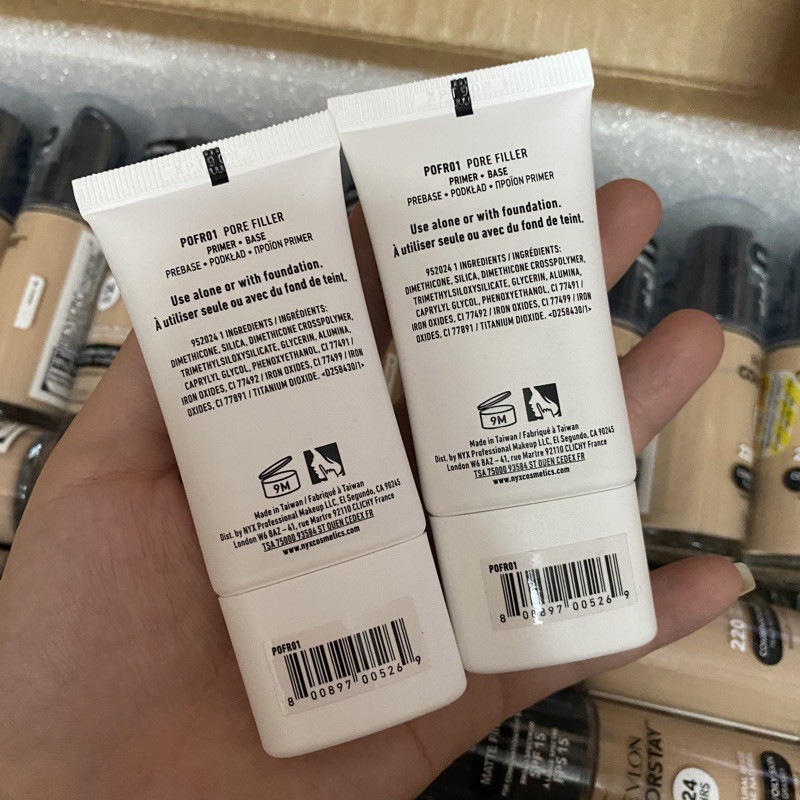 POFR01 PORE FILLER
PRIMER • BASE
PREBASE • PODKŁAD • ΠΡΟΪΟΝ PRIMER
Use alone or with foundation.
À utiliser seule ou avec du fond de teint.
952024 1 INGREDIENTS / INGRÉDIENTS:
DIMETHICONE, SILICA, DIMETHICONE CROSSPOLYMER,
TRIMETHYLSILOXYSILICATE, GLYCERIN, ALUMINA,
CAPRYLYL GLYCOL, PHENOXYETHANOL, CI 77491 /
IRON OXIDES, CI 77492 / IRON OXIDES, CI 77499 / IRON
OXIDES, CI 77891 / TITANIUM DIOXIDE. <D258430/1>
9M
Made in Taiwan / Fabriqué à Taiwan
Dist. by NYX Professional Makeup LLC, El Segundo, CA 90245
London W6 8AZ – 41, rue Martre 92110 CLICHY France
TSA 75000 93584 ST OUEN CEDEX FR
www.nyxcosmetics.com
POFR01
8 00897 00526 9
POFR01 PORE FILLER
PRIMER • BASE
PREBASE • PODKŁAD • ΠΡΟΪΟΝ PRIMER
Use alone or with foundation.
À utiliser seule ou avec du fond de teint.
952024 1 INGREDIENTS / INGRÉDIENTS:
DIMETHICONE, SILICA, DIMETHICONE CROSSPOLYMER,
TRIMETHYLSILOXYSILICATE, GLYCERIN, ALUMINA,
CAPRYLYL GLYCOL, PHENOXYETHANOL, CI 77491 /
IRON OXIDES, CI 77492 / IRON OXIDES, CI 77499 / IRON
OXIDES, CI 77891 / TITANIUM DIOXIDE. <D258430/1>
9M
Made in Taiwan / Fabriqué à Taiwan
Dist. by NYX Professional Makeup LLC, El Segundo, CA 90245
London W6 8AZ – 41, rue Martre 92110 CLICHY France
TSA 75000 93584 ST OUEN CEDEX FR
www.nyxcosmetics.com
POFR01
8 00897 00526 9
220
SPF 15
FPS 15
24